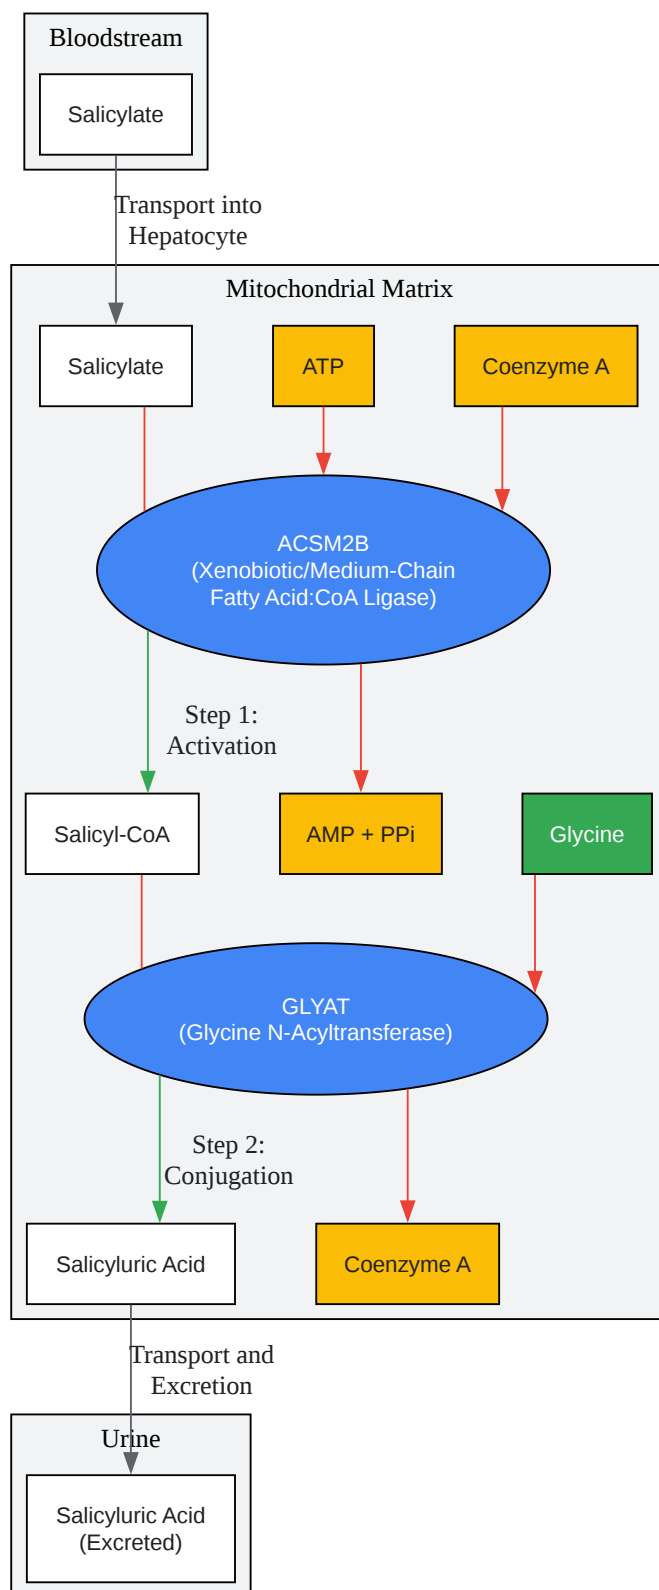 Bloodstream
Salicylate
Transport into
Hepatocyte
Mitochondrial Matrix
Salicylate
ATP
Coenzyme A
ACSM2B
(Xenobiotic/Medium-Chain
Fatty Acid:CoA Ligase)
Step 1:
Activation
Salicyl-CoA
AMP + PPi
Glycine
GLYAT
(Glycine N-Acyltransferase)
Step 2:
Conjugation
Salicyluric Acid
Coenzyme A
Transport and
Excretion
Urine
Salicyluric Acid
(Excreted)